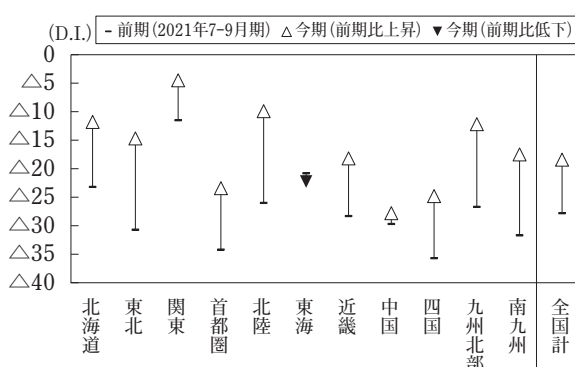 (D.I.)
－前期(2021年7-9月期) △今期(前期比上昇) ▼今期(前期比低下)
0
△5
△10
△15
△20
△25
△30
△35
△40
北海道
東北
関東
首都圏
北陸
東海
近畿
中国
四国
九州北部
南九州
全国計